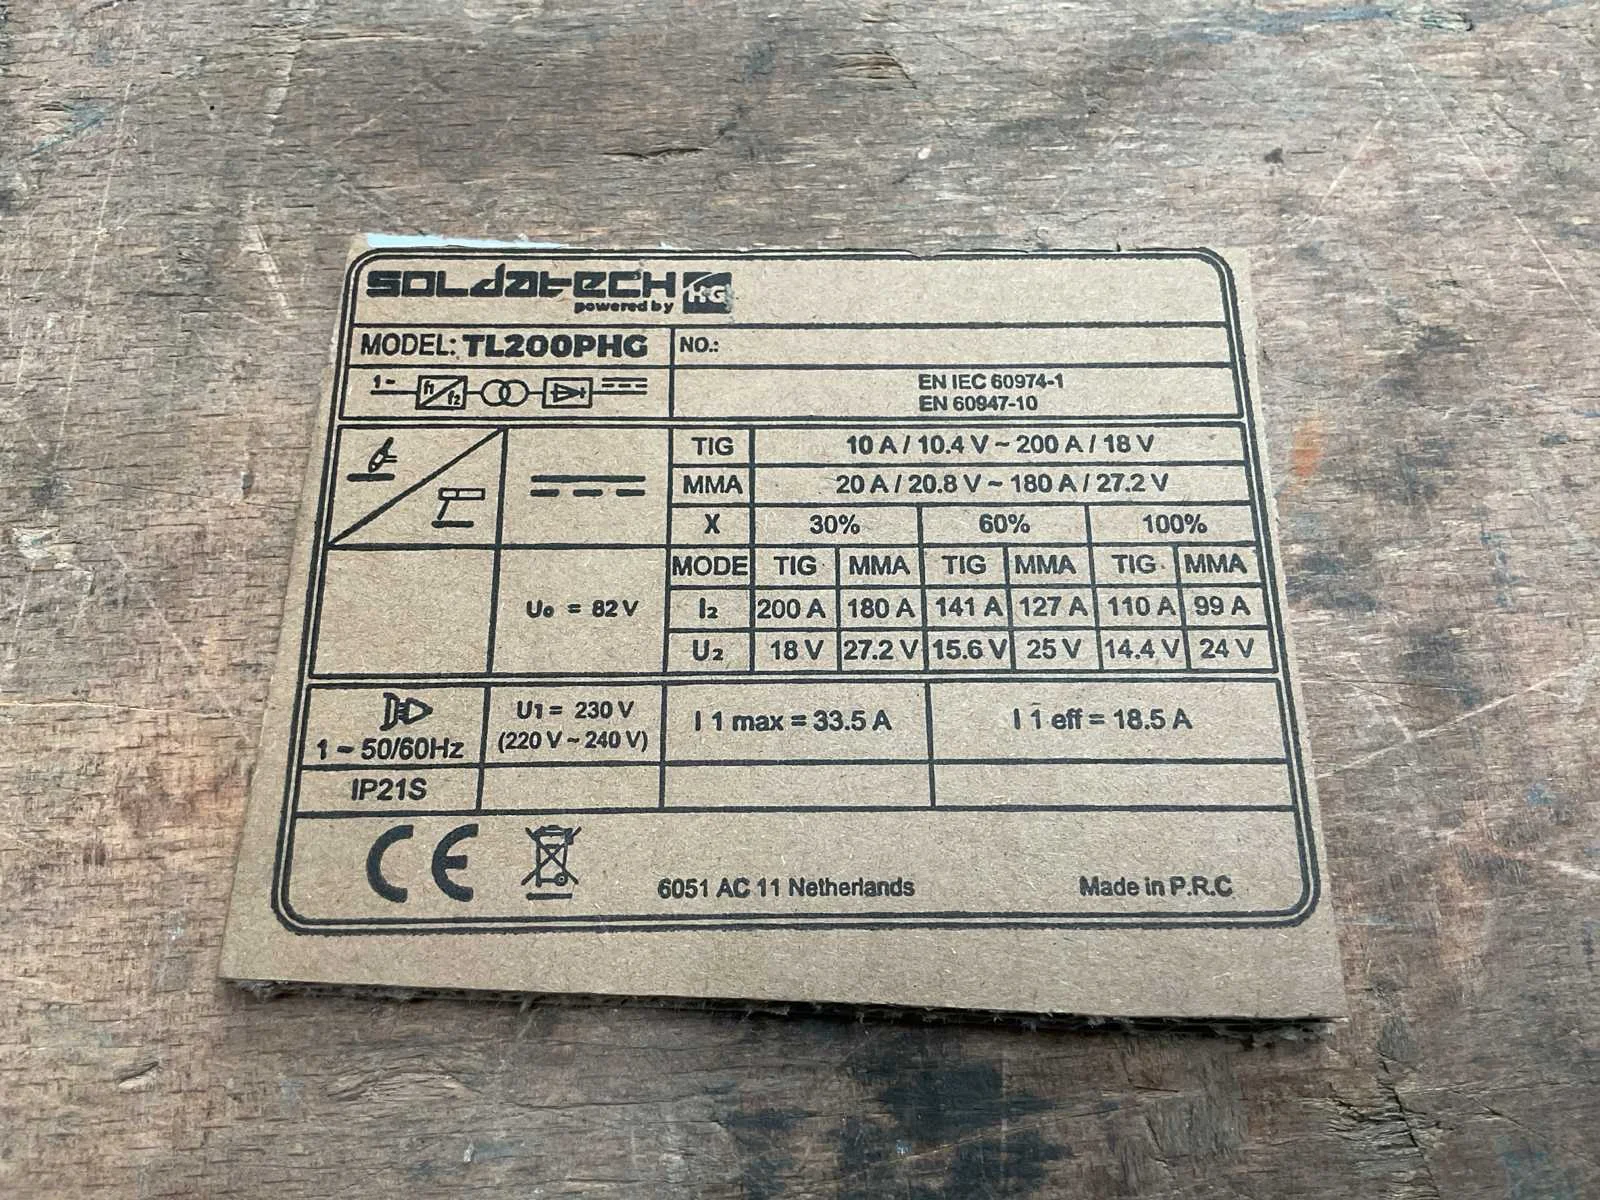 SOLDATECH
powered by HG
MODEL: TL200PHG NO.:
1~ f1 f2 EN IEC 60974-1
EN 60947-10
TIG 10 A / 10.4 V ~ 200 A / 18 V
MMA 20 A / 20.8 V ~ 180 A / 27.2 V
X 30% 60% 100%
MODE TIG MMA TIG MMA TIG MMA
U₀ = 82 V I₂ 200 A 180 A 141 A 127 A 110 A 99 A
U₂ 18 V 27.2 V 15.6 V 25 V 14.4 V 24 V
1 ~ 50/60Hz U1 = 230 V I 1 max = 33.5 A I 1 eff = 18.5 A
(220 V ~ 240 V)
IP21S
CE 6051 AC 11 Netherlands Made in P.R.C